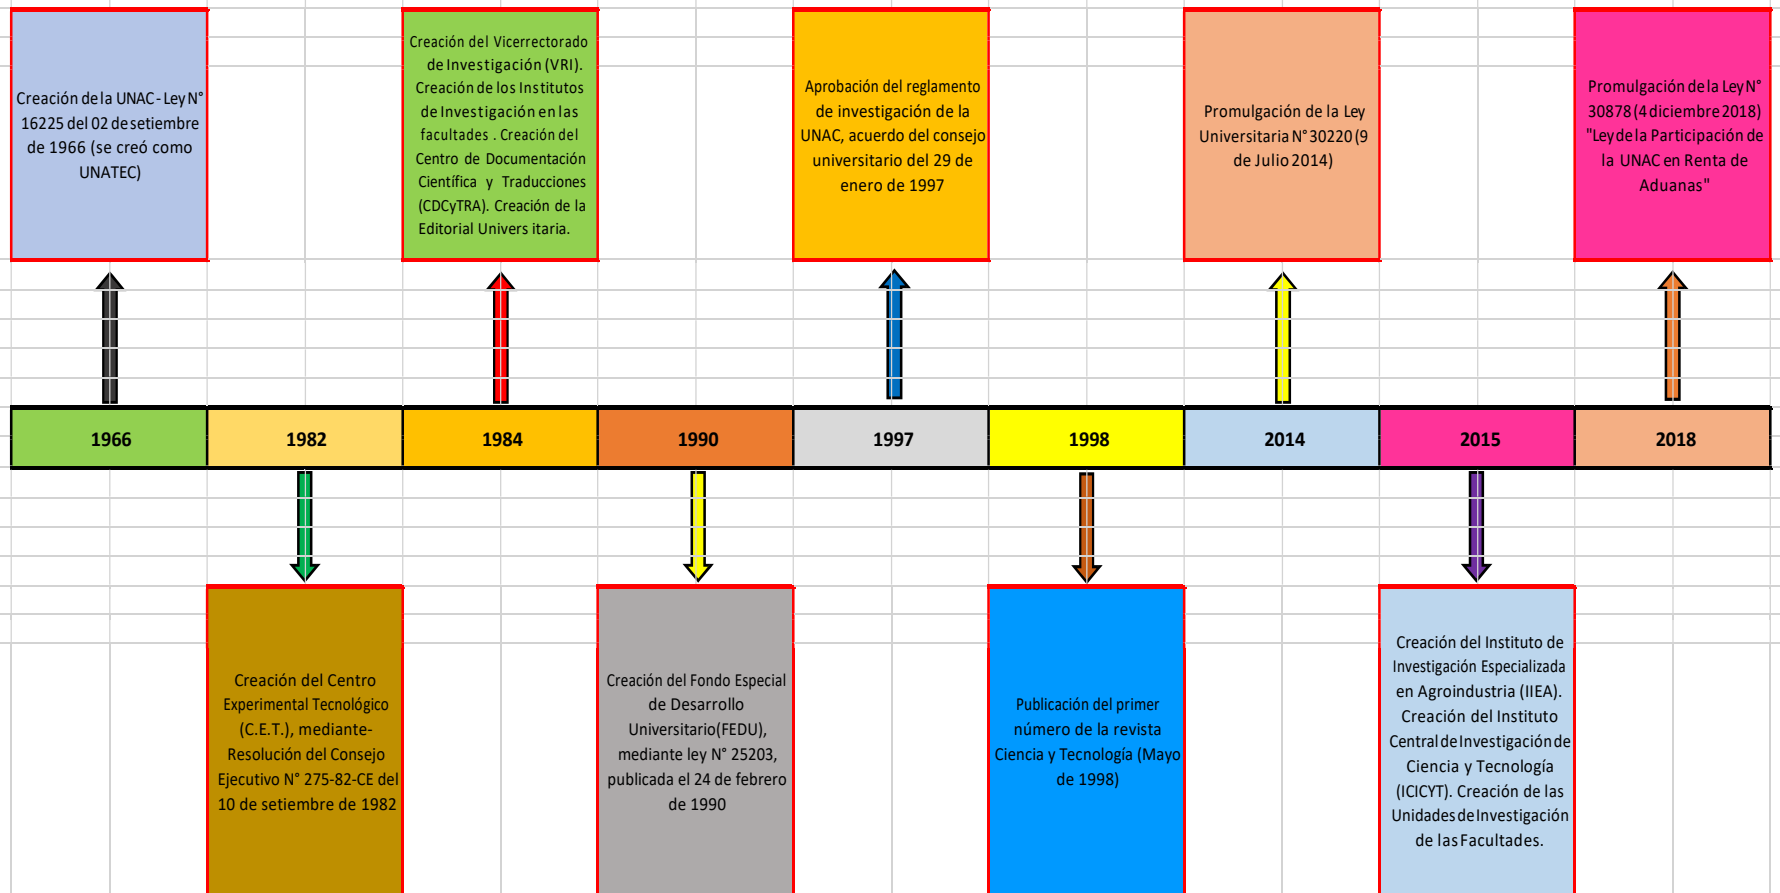 Creación de la UNAC - Ley N°
16225 del 02 de setiembre
de 1966 (se creó como
UNATEC)
Creación del Vicerrectorado
de Investigación (VRI).
Creación de los Institutos
de Investigación en las
facultades . Creación del
Centro de Documentación
Científica y Traducciones
(CDCyTRA). Creación de la
Editorial Univers itaria.
Aprobación del reglamento
de investigación de la
UNAC, acuerdo del consejo
universitario del 29 de
enero de 1997
Promulgación de la Ley
Universitaria N° 30220 (9
de Julio 2014)
Promulgación de la Ley N°
30878 (4 diciembre 2018)
"Ley de la Participación de
la UNAC en Renta de
Aduanas"
1966
1982
1984
1990
1997
1998
2014
2015
2018
Creación del Centro
Experimental Tecnológico
(C.E.T.), mediante-
Resolución del Consejo
Ejecutivo N° 275-82-CE del
10 de setiembre de 1982
Creación del Fondo Especial
de Desarrollo
Universitario(FEDU),
mediante ley N° 25203,
publicada el 24 de febrero
de 1990
Publicación del primer
número de la revista
Ciencia y Tecnología (Mayo
de 1998)
Creación del Instituto de
Investigación Especializada
en Agroindustria (IIEA).
Creación del Instituto
Central de Investigación de
Ciencia y Tecnología
(ICICYT). Creación de las
Unidades de Investigación
de las Facultades.